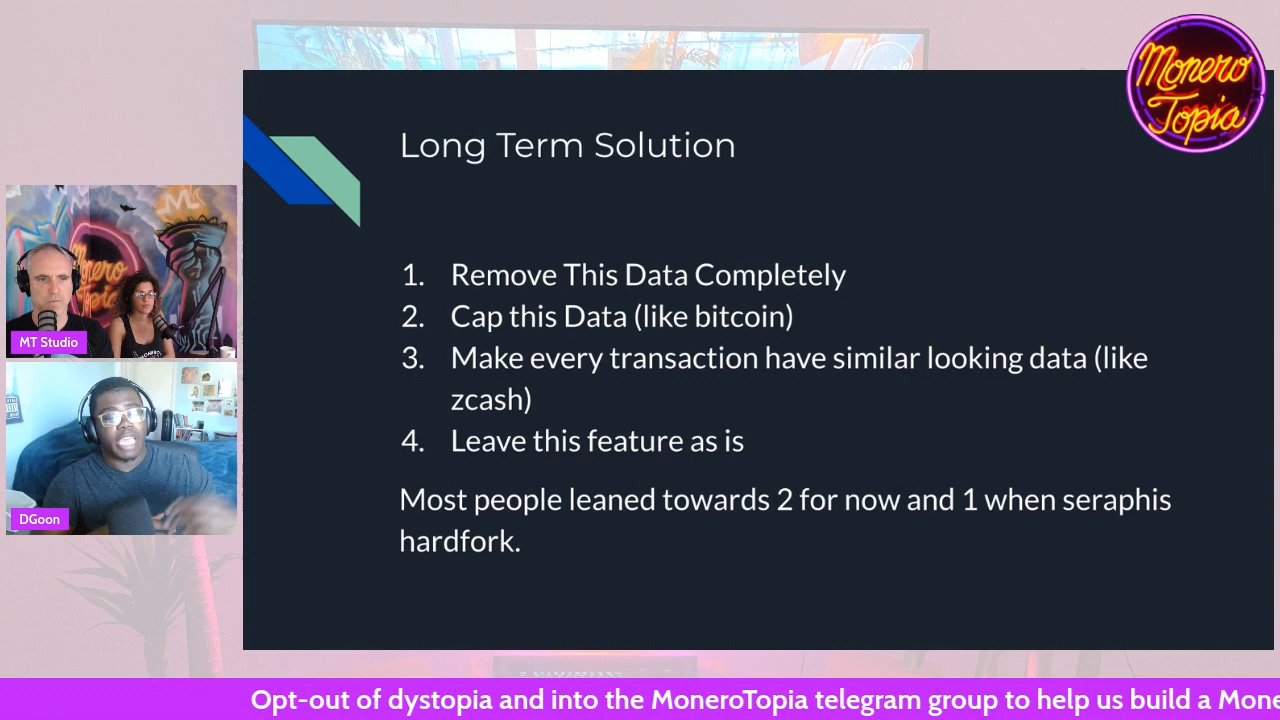 Monero
Topia
Long Term Solution
1. Remove This Data Completely
2. Cap this Data (like bitcoin)
3. Make every transaction have similar looking data (like
zcash)
4. Leave this feature as is
Most people leaned towards 2 for now and 1 when seraphis
hardfork.
Monero
MT Studio
DGoon
Opt-out of dystopia and into the MoneroTopia telegram group to help us build a Mone